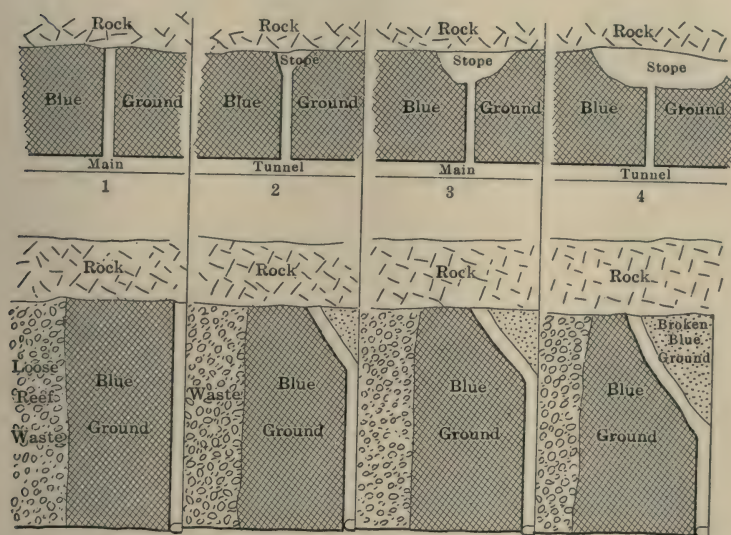 Rock
Rock
Rock
Rock
Stope
Stope
Stope
Blue Ground
Blue Ground
Blue Ground
Blue Ground
Main
Tunnel
Main
Tunnel
1
2
3
4
Rock
Rock
Rock
Rock
Broken
Blue
Ground
Loose
Reef
Waste
Blue
Ground
Waste
Blue
Ground
Blue
Ground
Blue
Ground